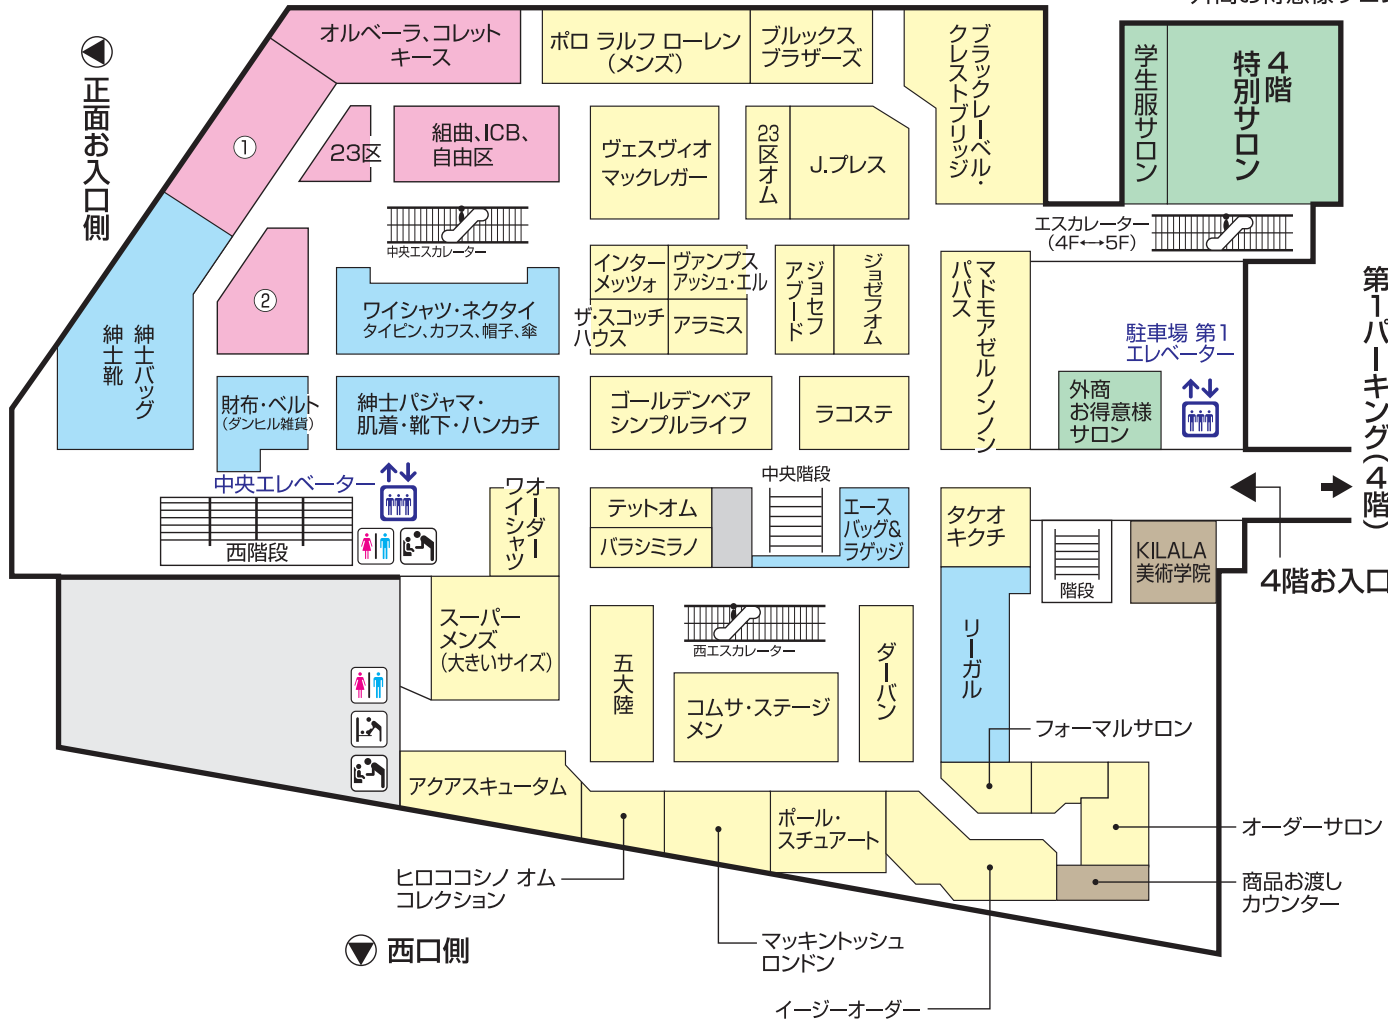 正面お入口側
オルベーラ、コレット
キース
ポロ ラルフ ローレン
(メンズ)
ブルックス
ブラザーズ
ブラックレーベル・
クレストブリッジ
学生服サロン
4階
特別サロン
①
23区
組曲、ICB、
自由区
ヴェスヴィオ
マックレガー
23区オム
J.プレス
中央エスカレーター
エスカレーター
(4F⟷5F)
②
紳士バッグ
紳士靴
ワイシャツ・ネクタイ
タイピン、カフス、帽子、傘
インター
メッツォ
ヴァンプス
アッシュ・エル
ザ・スコッチ
ハウス
アラミス
ジョセフ
アブード
ジョゼフオム
マドモアゼルノンノン
パパス
駐車場 第1
エレベーター
第1パーキング(4階)
財布・ベルト
(ダンヒル雑貨)
紳士パジャマ・
肌着・靴下・ハンカチ
ゴールデンベア
シンプルライフ
ラコステ
外商
お得意様
サロン
中央エレベーター
西階段
オーダー
ワイシャツ
テットオム
バラシミラノ
中央階段
エース
バッグ&
ラゲッジ
タケオ
キクチ
階段
KILALA
美術学院
4階お入口
スーパー
メンズ
(大きいサイズ)
五大陸
西エスカレーター
コムサ・ステージ
メン
ダーバン
リーガル
フォーマルサロン
アクアスキュータム
ポール・
スチュアート
オーダーサロン
ヒロココシノ オム
コレクション
商品お渡し
カウンター
マッキントッシュ
ロンドン
西口側
イージーオーダー